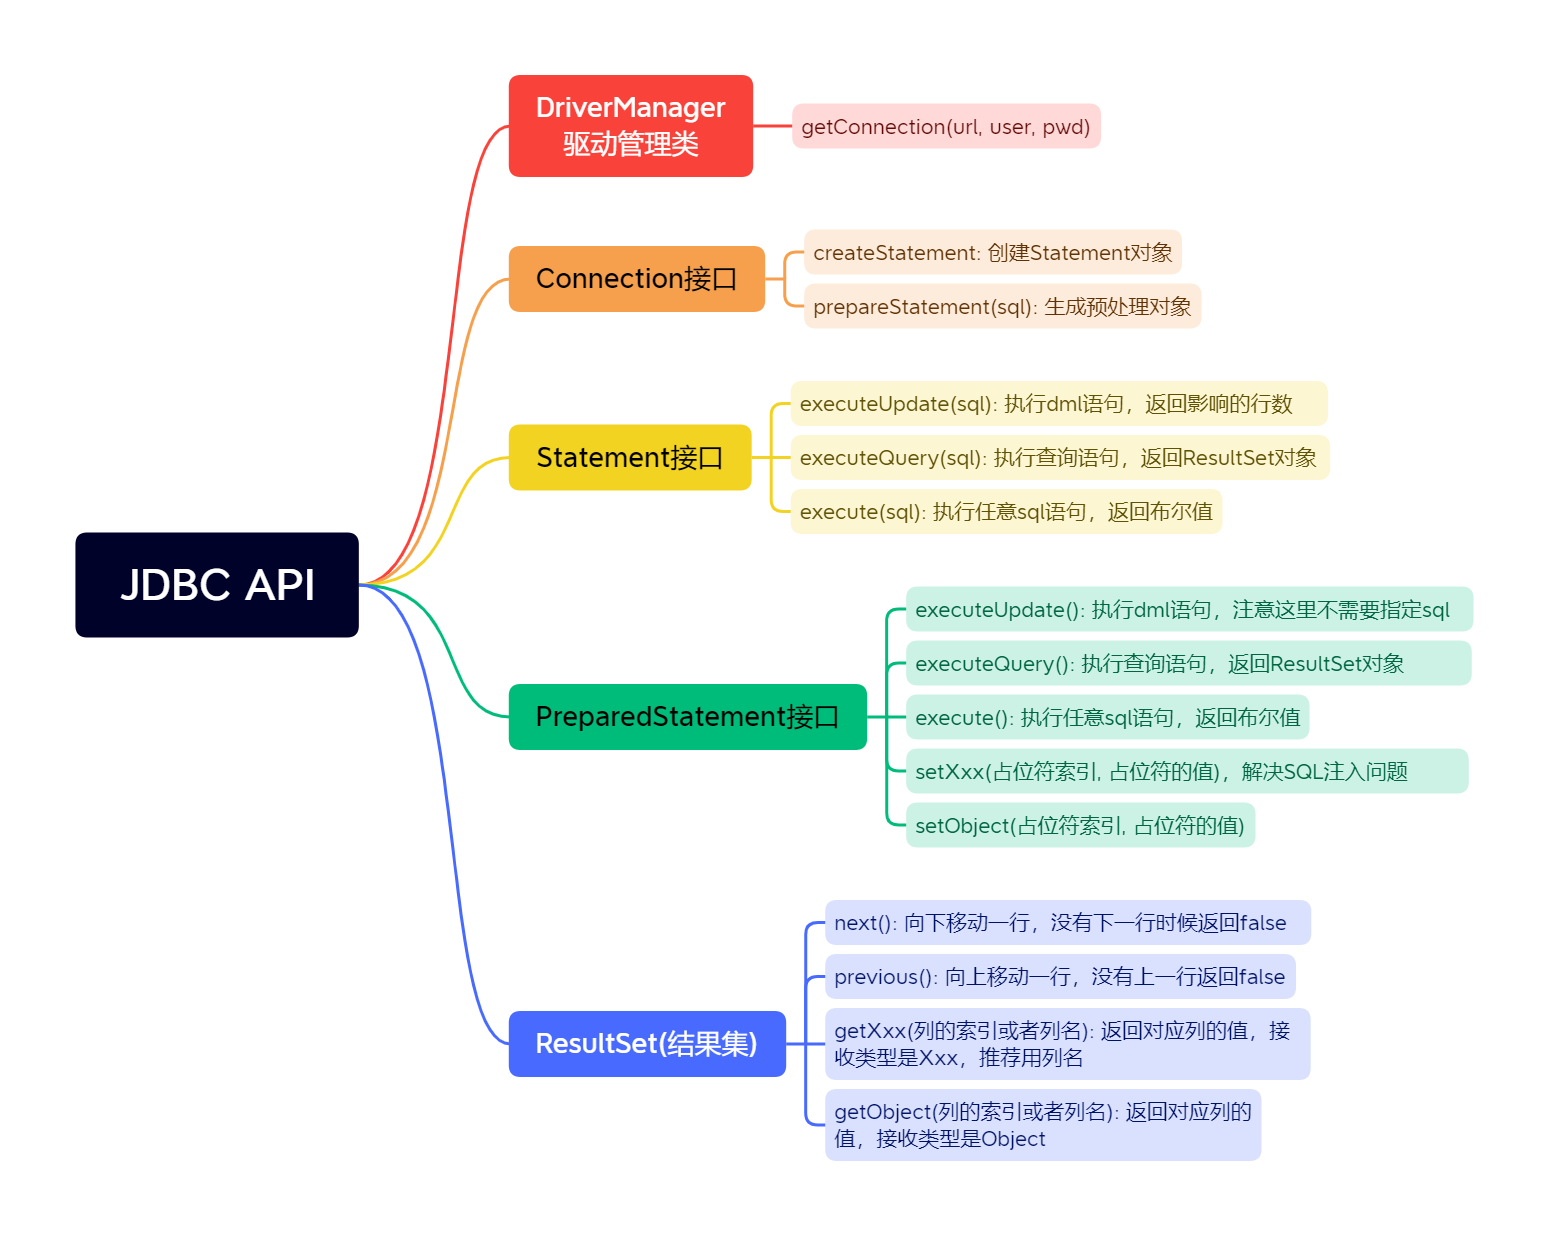 JDBC API
DriverManager
驱动管理类
getConnection(url, user, pwd)
Connection接口
createStatement: 创建Statement对象
prepareStatement(sql): 生成预处理对象
Statement接口
executeUpdate(sql): 执行dml语句，返回影响的行数
executeQuery(sql): 执行查询语句，返回ResultSet对象
execute(sql): 执行任意sql语句，返回布尔值
PreparedStatement接口
executeUpdate(): 执行dml语句，注意这里不需要指定sql
executeQuery(): 执行查询语句，返回ResultSet对象
execute(): 执行任意sql语句，返回布尔值
setXxx(占位符索引, 占位符的值)，解决SQL注入问题
setObject(占位符索引, 占位符的值)
ResultSet(结果集)
next(): 向下移动一行，没有下一行时候返回false
previous(): 向上移动一行，没有上一行返回false
getXxx(列的索引或者列名): 返回对应列的值，接
收类型是Xxx，推荐用列名
getObject(列的索引或者列名): 返回对应列的
值，接收类型是Object